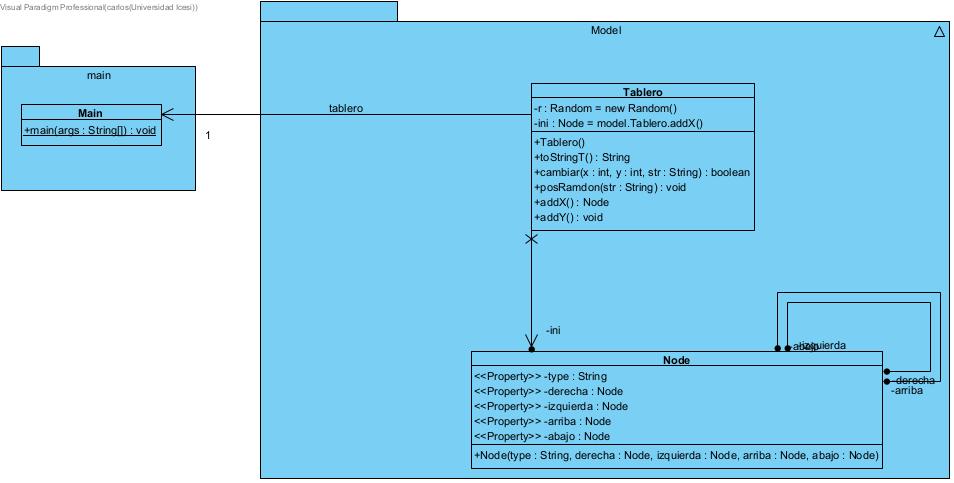 Visual Paradigm Professional(carlos(Universidad Icesi))
Model
main
Main
+main(args : String[]) : void
tablero
1
Tablero
-r : Random = new Random()
-ini : Node = model.Tablero.addX()
+Tablero()
+toStringT() : String
+cambiar(x : int, y : int, str : String) : boolean
+posRamdon(str : String) : void
+addX() : Node
+addY() : void
-ini
-izquierda
-derecha
-arriba
Node
<<Property>> -type : String
<<Property>> -derecha : Node
<<Property>> -izquierda : Node
<<Property>> -arriba : Node
<<Property>> -abajo : Node
+Node(type : String, derecha : Node, izquierda : Node, arriba : Node, abajo : Node)